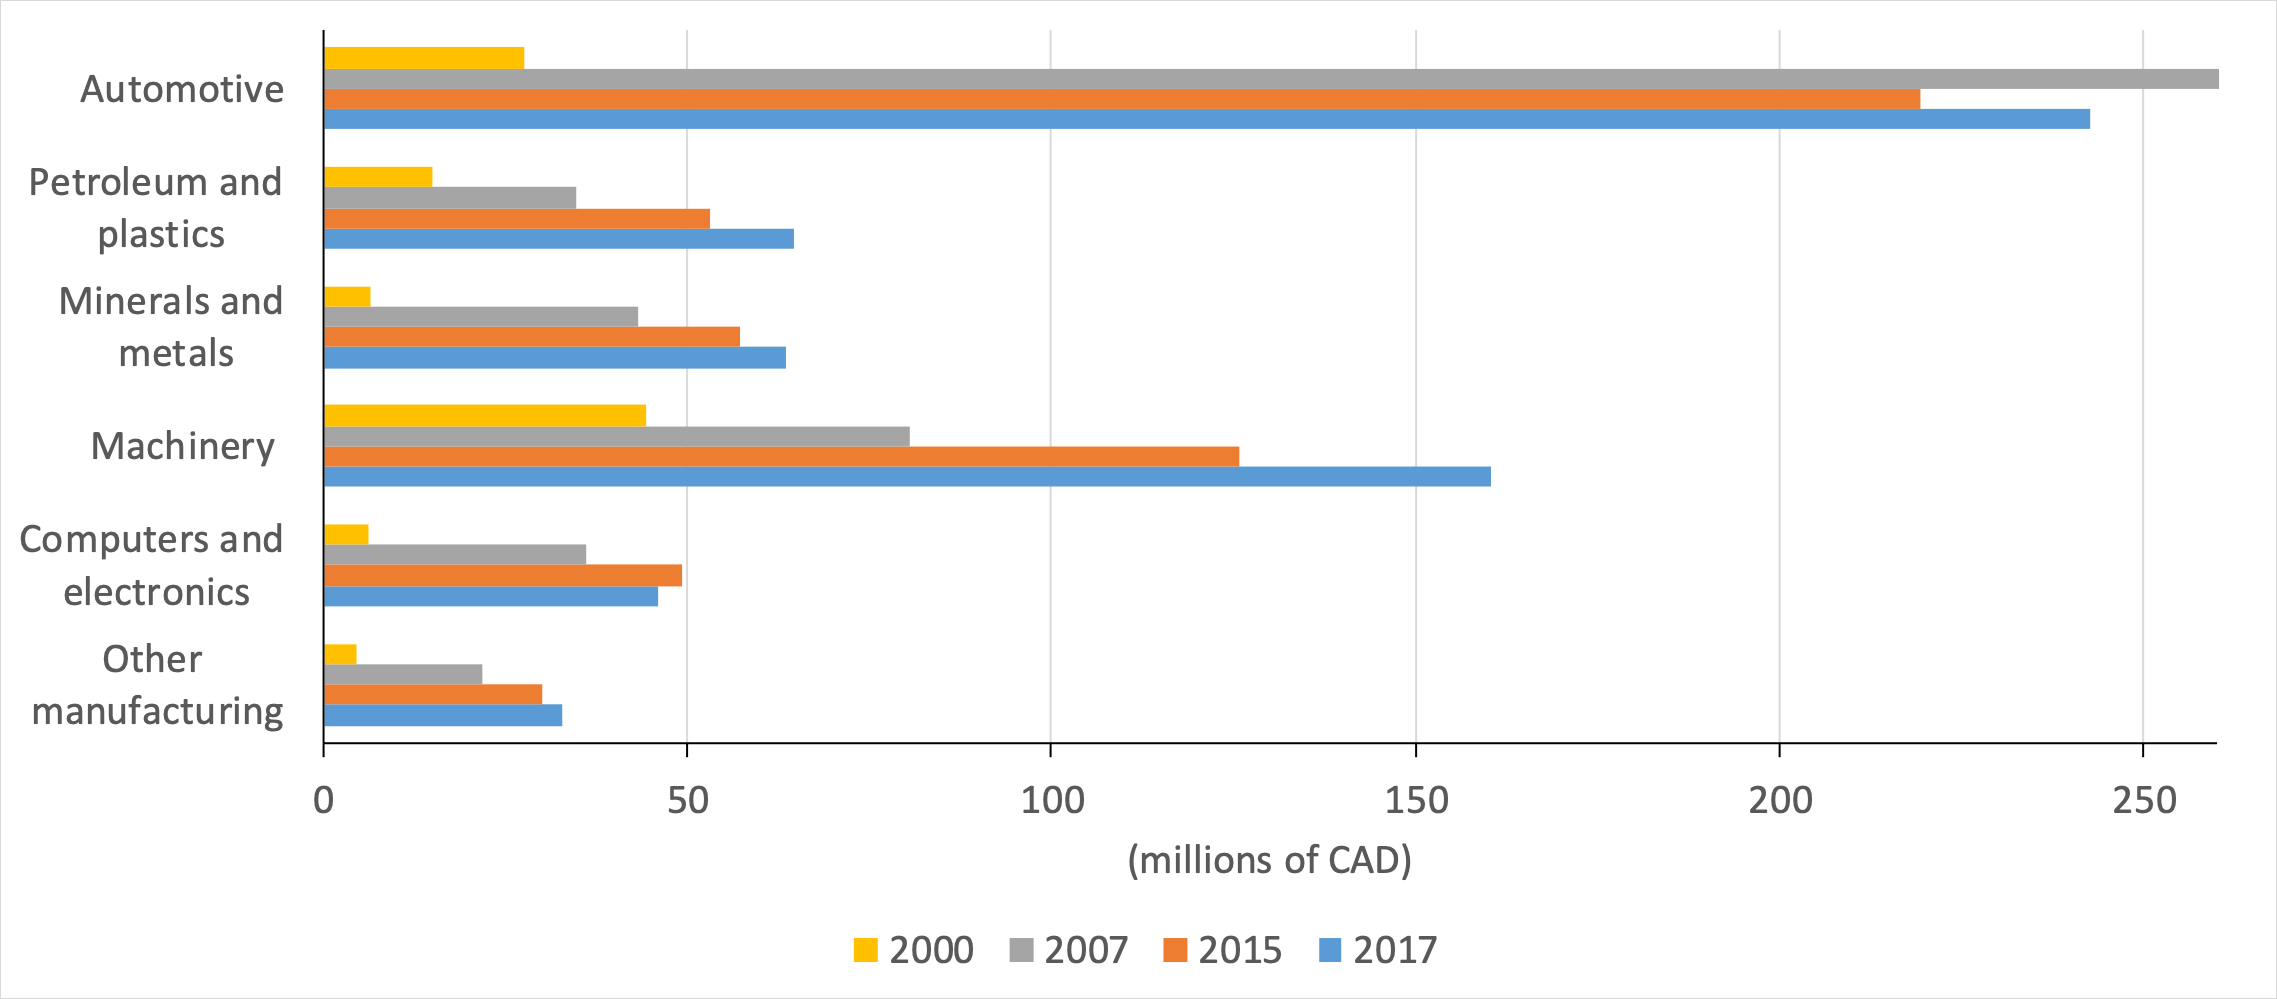 Automotive
Petroleum and
plastics
Minerals and
metals
Machinery
Computers and
electronics
Other
manufacturing
0 50 100 150 200 250
(millions of CAD)
2000 2007 2015 2017